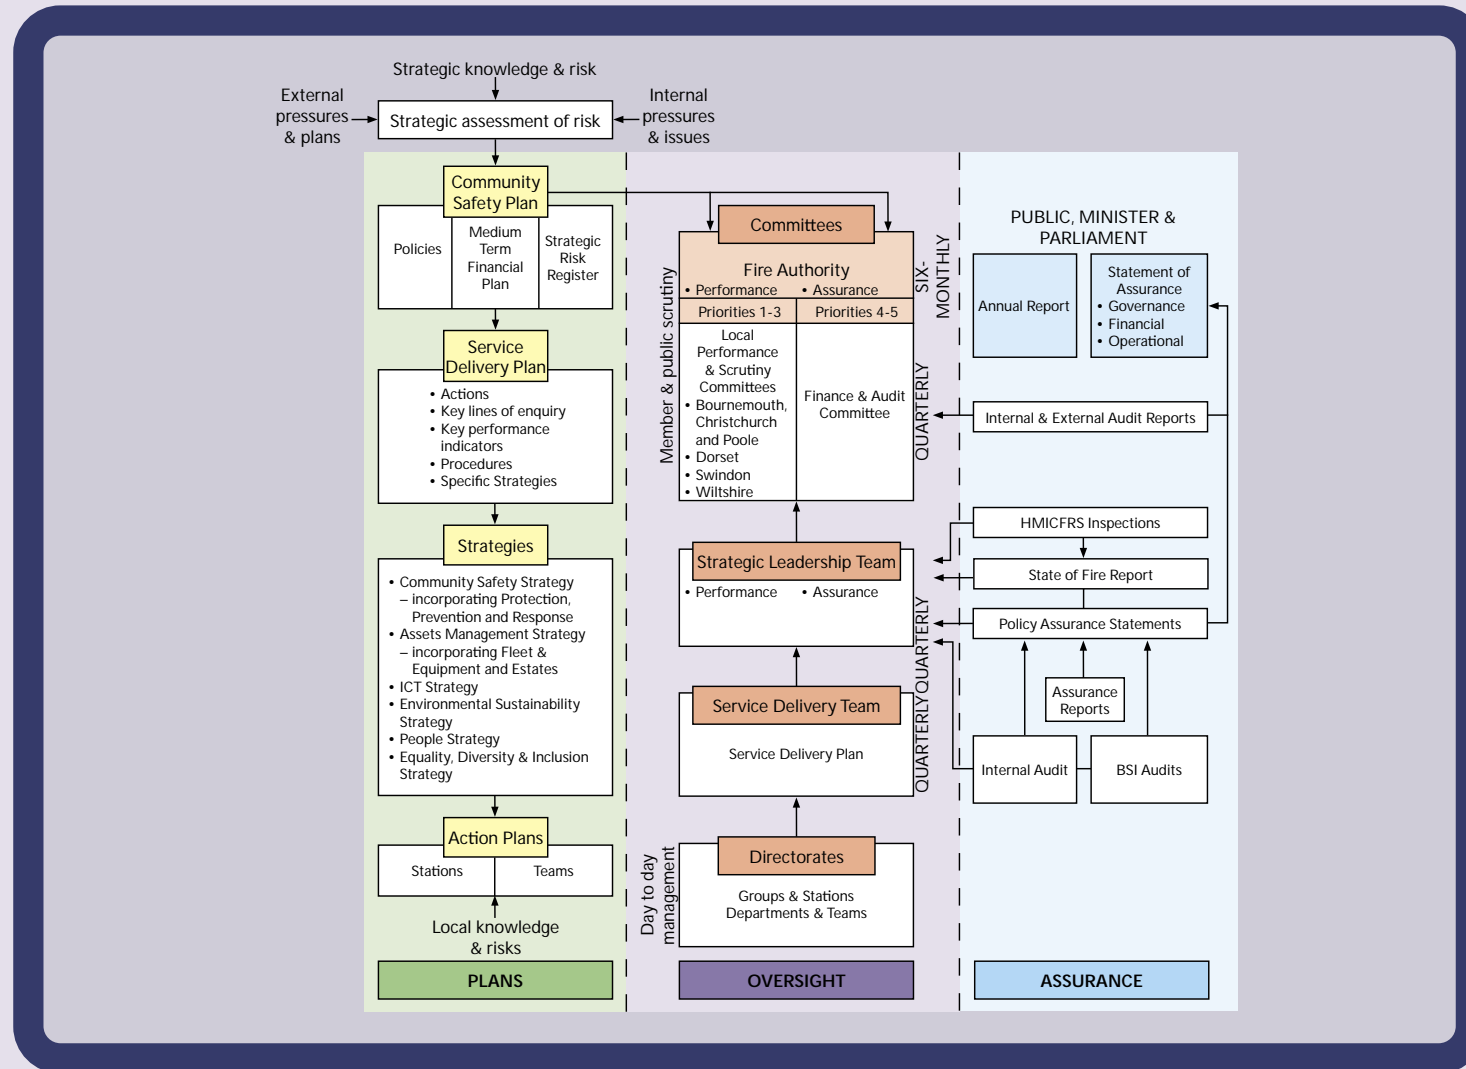 Strategic knowledge & risk
External
pressures
& plans
Strategic assessment of risk
Internal
pressures
& issues
Community
Safety Plan
Policies
Medium
Term
Financial
Plan
Strategic
Risk
Register
Service
Delivery Plan
• Actions
• Key lines of enquiry
• Key performance
indicators
• Procedures
• Specific Strategies
Strategies
• Community Safety Strategy
– incorporating Protection,
Prevention and Response
• Assets Management Strategy
– incorporating Fleet &
Equipment and Estates
• ICT Strategy
• Environmental Sustainability
Strategy
• People Strategy
• Equality, Diversity & Inclusion
Strategy
Action Plans
Stations
Teams
Local knowledge
& risks
PLANS
Committees
Fire Authority
• Performance
• Assurance
Priorities 1-3
Priorities 4-5
Local
Performance
& Scrutiny
Committees
• Bournemouth,
Christchurch
and Poole
• Dorset
• Swindon
• Wiltshire
Finance & Audit
Committee
Member & public scrutiny
SIX-
MONTHLY
QUARTERLY
Strategic Leadership Team
• Performance
• Assurance
QUARTERLY
Service Delivery Team
Service Delivery Plan
QUARTERLY
Directorates
Groups & Stations
Departments & Teams
Day to day
management
OVERSIGHT
PUBLIC, MINISTER &
PARLIAMENT
Annual Report
Statement of
Assurance
• Governance
• Financial
• Operational
Internal & External Audit Reports
HMICFRS Inspections
State of Fire Report
Policy Assurance Statements
Assurance
Reports
Internal Audit
BSI Audits
ASSURANCE